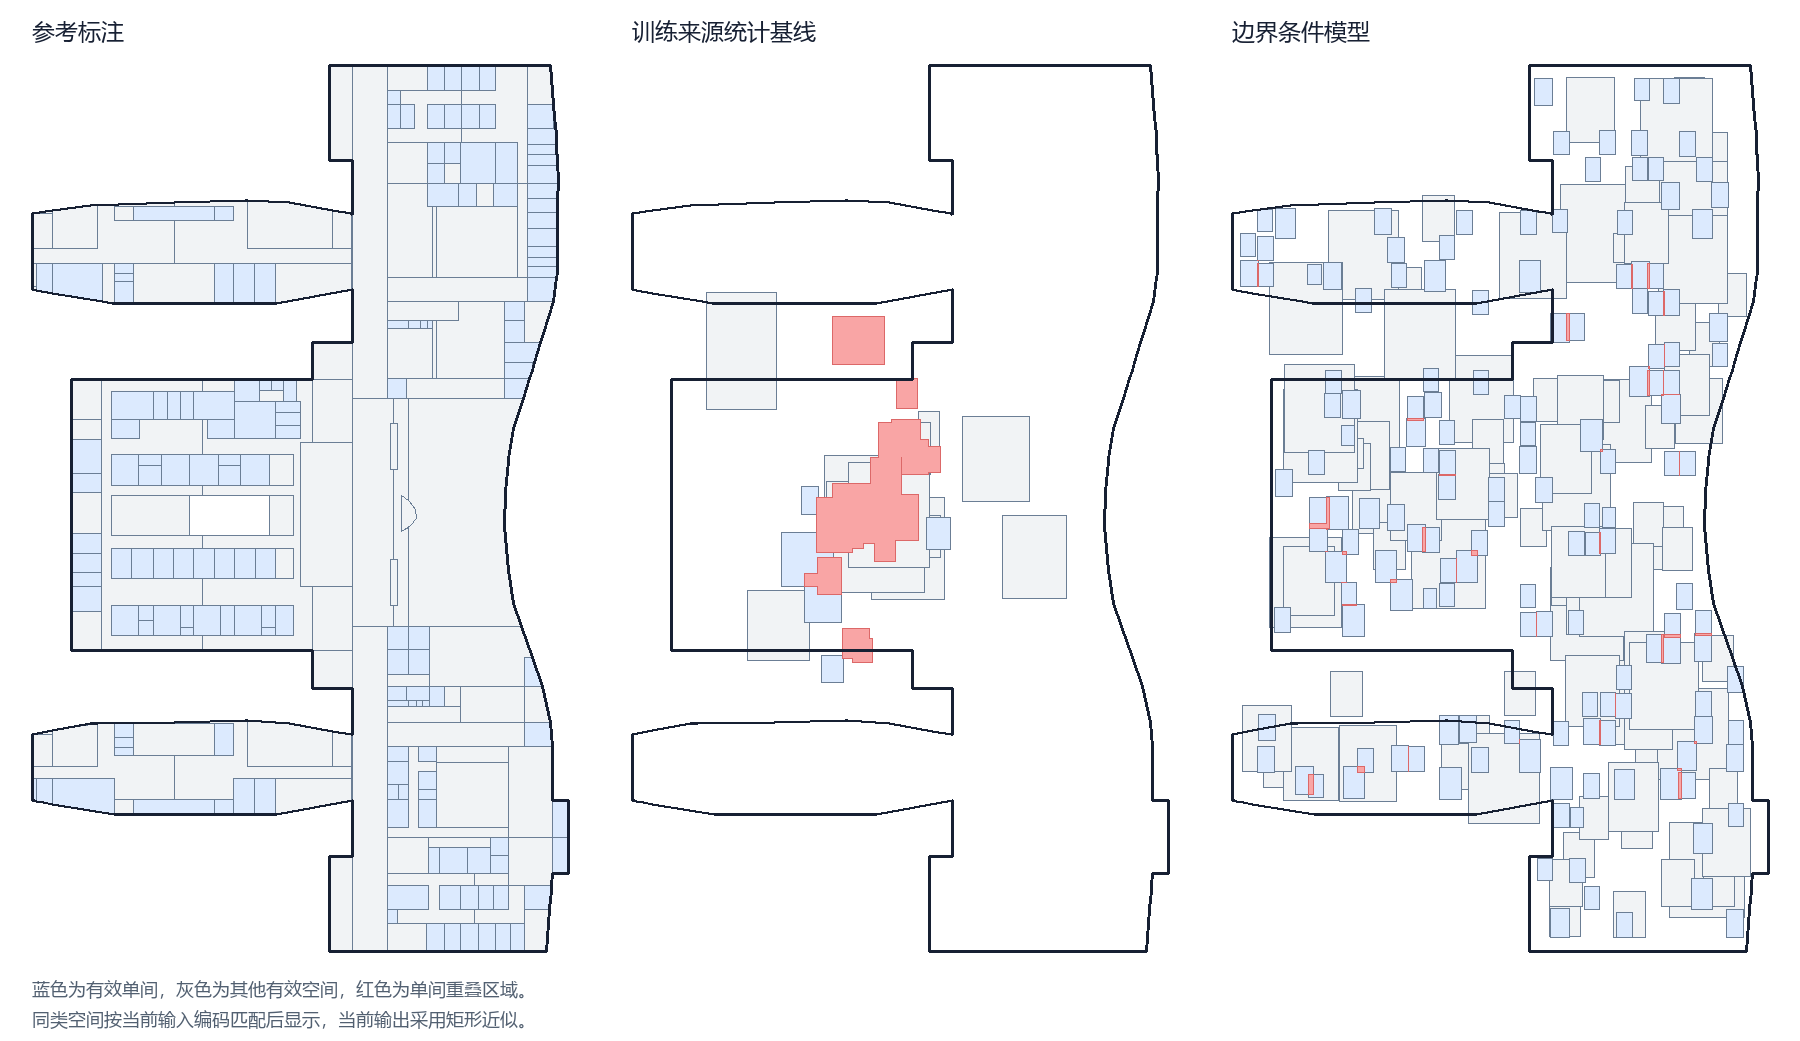 参考标注
训练来源统计基线
边界条件模型
蓝色为有效单间，灰色为其他有效空间，红色为单间重叠区域。
同类空间按当前输入编码匹配后显示，当前输出采用矩形近似。